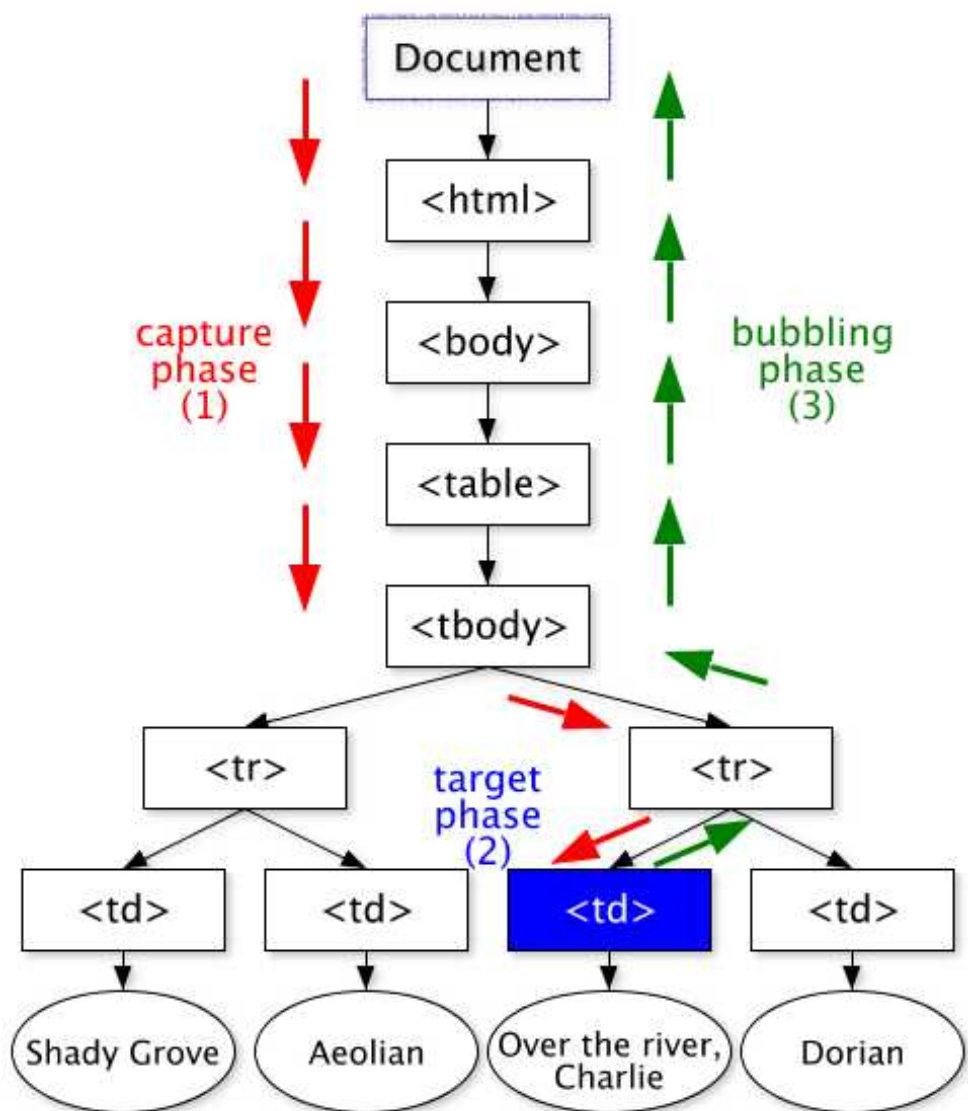 Document
<html>
capture
phase
(1)
<body>
bubbling
phase
(3)
<table>
<tbody>
<tr>
target
phase
(2)
<tr>
<td>
<td>
<td>
<td>
Shady Grove
Aeolian
Over the river,
Charlie
Dorian